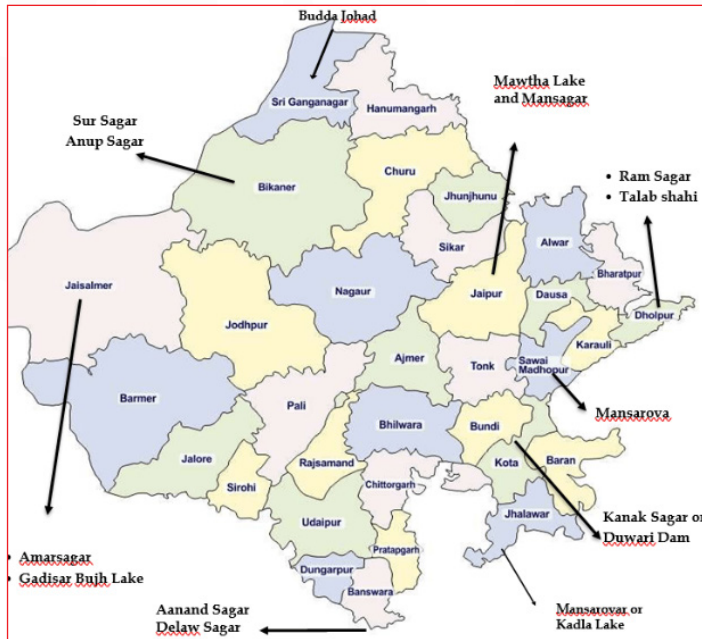 Budda Johad
Sri Ganganagar
Hanumangarh
Mawtha Lake
and Mansagar
Sur Sagar
Anup Sagar
Bikaner
Churu
Jhunjhunu
• Ram Sagar
• Talab shahi
Sikar
Alwar
Jaisalmer
Nagaur
Jaipur
Bharatpur
Dausa
Dholpur
Jodhpur
Karauli
Ajmer
Tonk
Sawai
Madhopur
Barmer
Pali
Mansarova
Bhilwara
Bundi
Jalore
Rajsamand
Kota
Baran
Sirohi
Chittorgarh
Jhalawar
Kanak Sagar or
Duwari Dam
Udaipur
Pratapgarh
• Amarsagar
• Gadisar Bujh Lake
Dungarpur
Banswara
Aanand Sagar
Delaw Sagar
Mansarovar or
Kadla Lake